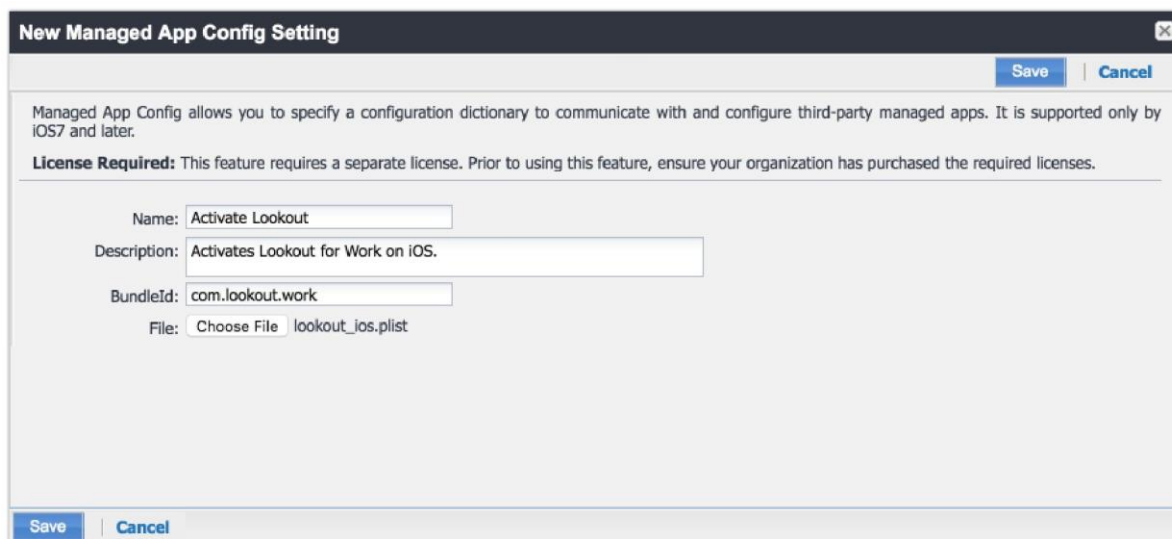 New Managed App Config Setting
Save | Cancel
Managed App Config allows you to specify a configuration dictionary to communicate with and configure third-party managed apps. It is supported only by
iOS7 and later.
License Required: This feature requires a separate license. Prior to using this feature, ensure your organization has purchased the required licenses.
Name: Activate Lookout
Description: Activates Lookout for Work on iOS.
BundleId: com.lookout.work
File: Choose File lookout_ios.plist
Save | Cancel